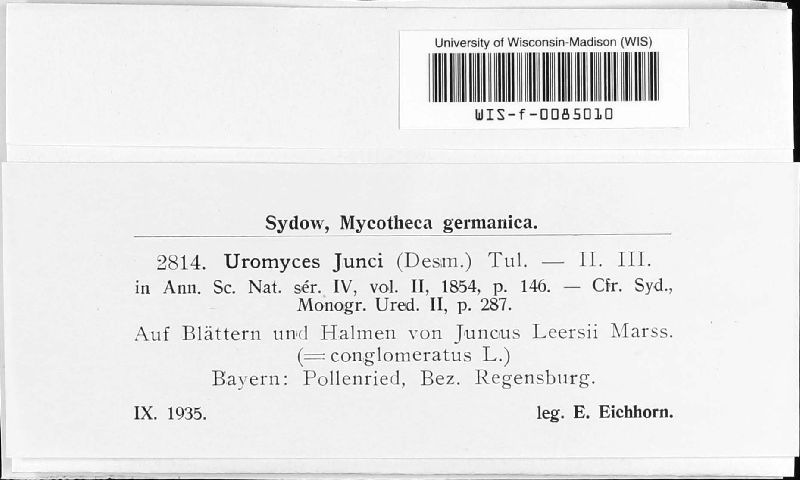 University of Wisconsin-Madison (WIS)
WIS-f-0085010
Sydow, Mycotheca germanica.
2814. Uromyces Junci (Desm.) Tul. — II. III.
in Ann. Sc. Nat. sér. IV, vol. II, 1854, p. 146. — Cfr. Syd.,
Monogr. Ured. II, p. 287.
Auf Blättern und Halmen von Juncus Leersii Marss.
(= conglomeratus L.)
Bayern: Pollenried, Bez. Regensburg.
IX. 1935. leg. E. Eichhorn.